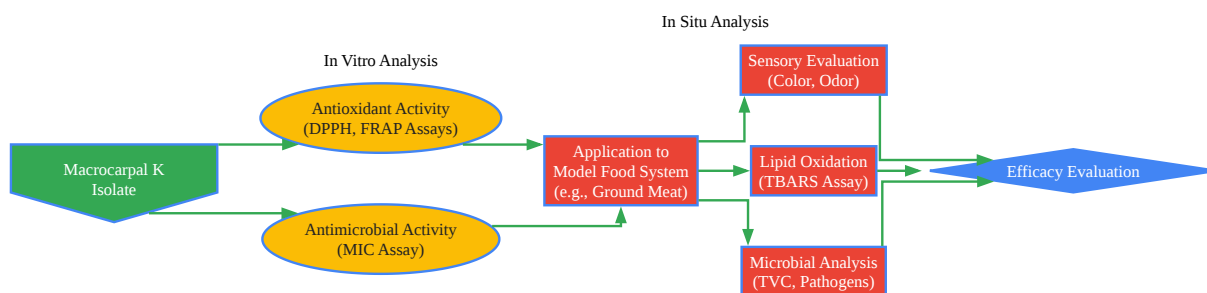 In Situ Analysis
In Vitro Analysis
Sensory Evaluation
(Color, Odor)
Antioxidant Activity
(DPPH, FRAP Assays)
Macrocarpal K
Isolate
Application to
Model Food System
(e.g., Ground Meat)
Lipid Oxidation
(TBARS Assay)
Efficacy Evaluation
Antimicrobial Activity
(MIC Assay)
Microbial Analysis
(TVC, Pathogens)